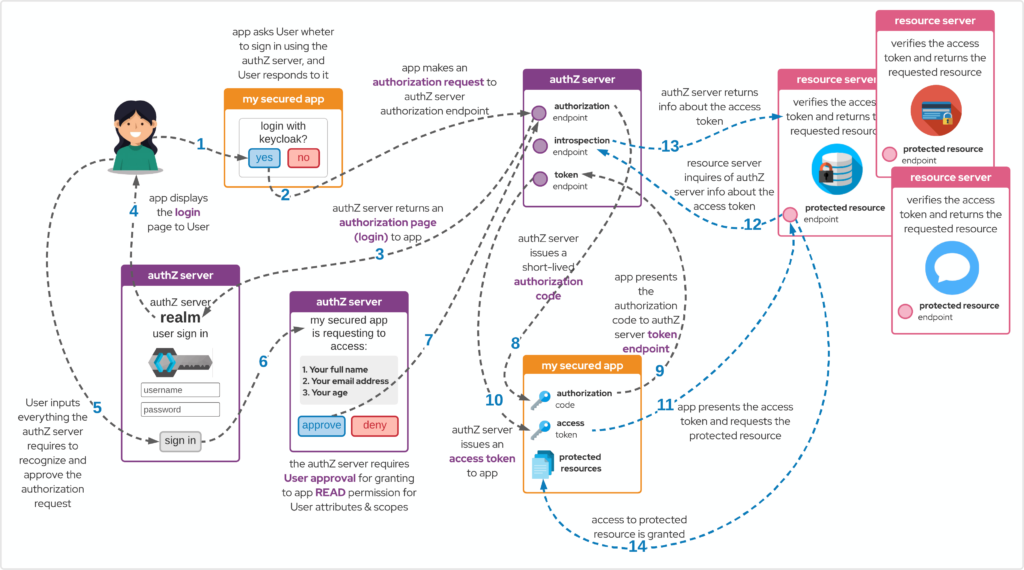 app asks User wheter
to sign in using the
authZ server, and
User responds to it
my secured app
login with
keycloak?
yes
no
1
2
app makes an
authorization request to
authZ server
authorization endpoint
authZ server
authorization
endpoint
introspection
endpoint
token
endpoint
authZ server returns
info about the access
token
13
resource server
inquires of authZ
server info about the
access token
12
resource server
verifies the access
token and returns the
requested resource
protected resource
endpoint
resource server
verifies the acces
token and returns t
requested resourc
protected resource
endpoint
resource server
verifies the access
token and returns the
requested resource
protected resource
endpoint
4
app displays
the login
page to User
authZ server returns an
authorization page
(login) to app
3
authZ server
authZ server
realm
user sign in
username
password
sign in
5
User inputs
everything the
authZ server
requires to
recognize and
approve the
authorization
request
6
authZ server
my secured app
is requesting to
access:
1. Your full name
2. Your email address
3. Your age
approve
deny
the authZ server requires
User approval for granting
to app READ permission for
User attributes & scopes
7
authZ server
issues a
short-lived
authorization
code
8
app presents
the
authorization
code to authZ
server token
endpoint
9
my secured app
authorization
code
access
token
protected
resources
10
authZ server
issues an
access token
to app
11
app presents the access
token and requests the
protected resource
access to protected
resource is granted
14